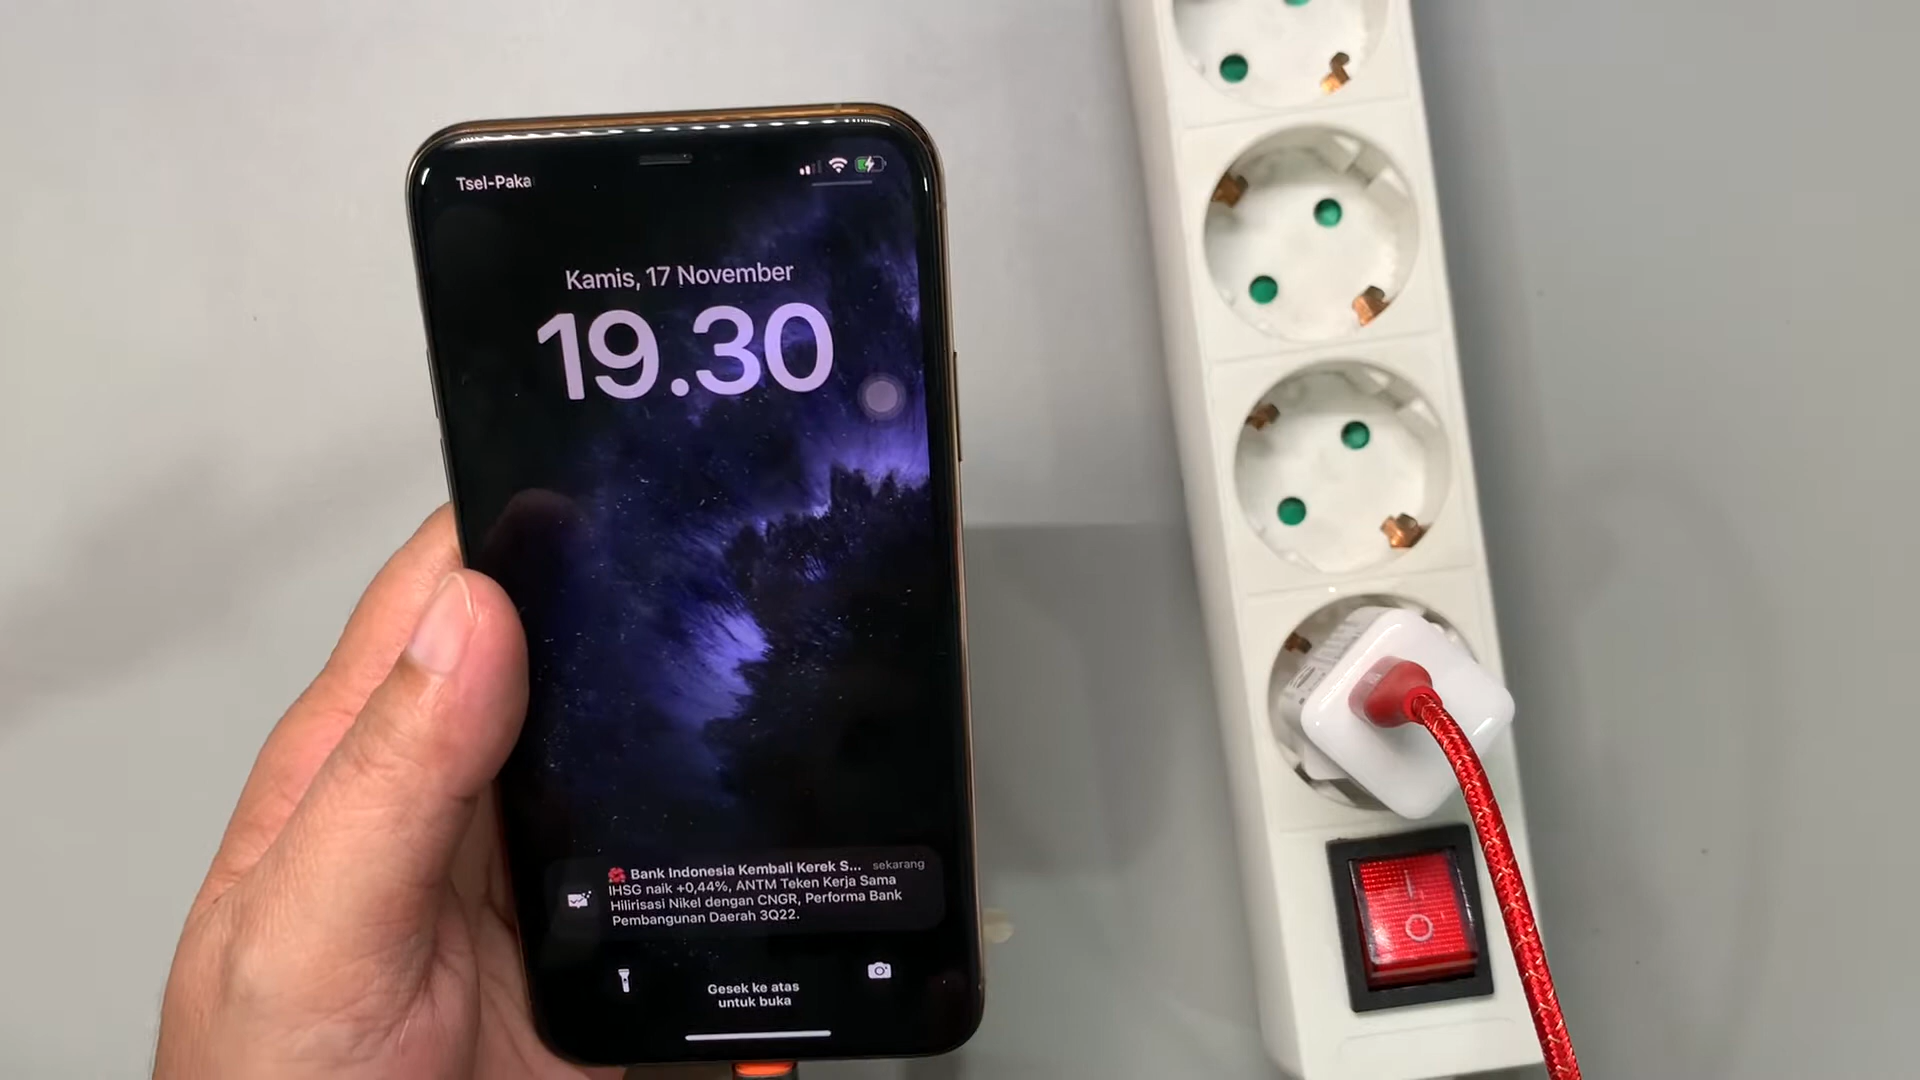 Tsel-Paka
Kamis, 17 November
19.30
Bank Indonesia Kembali Kerek S... sekarang
IHSG naik +0,44%, ANTM Teken Kerja Sama
Hilirisasi Nikel dengan CNGR, Performa Bank
Pembangunan Daerah 3Q22.
Gesek ke atas
untuk buka